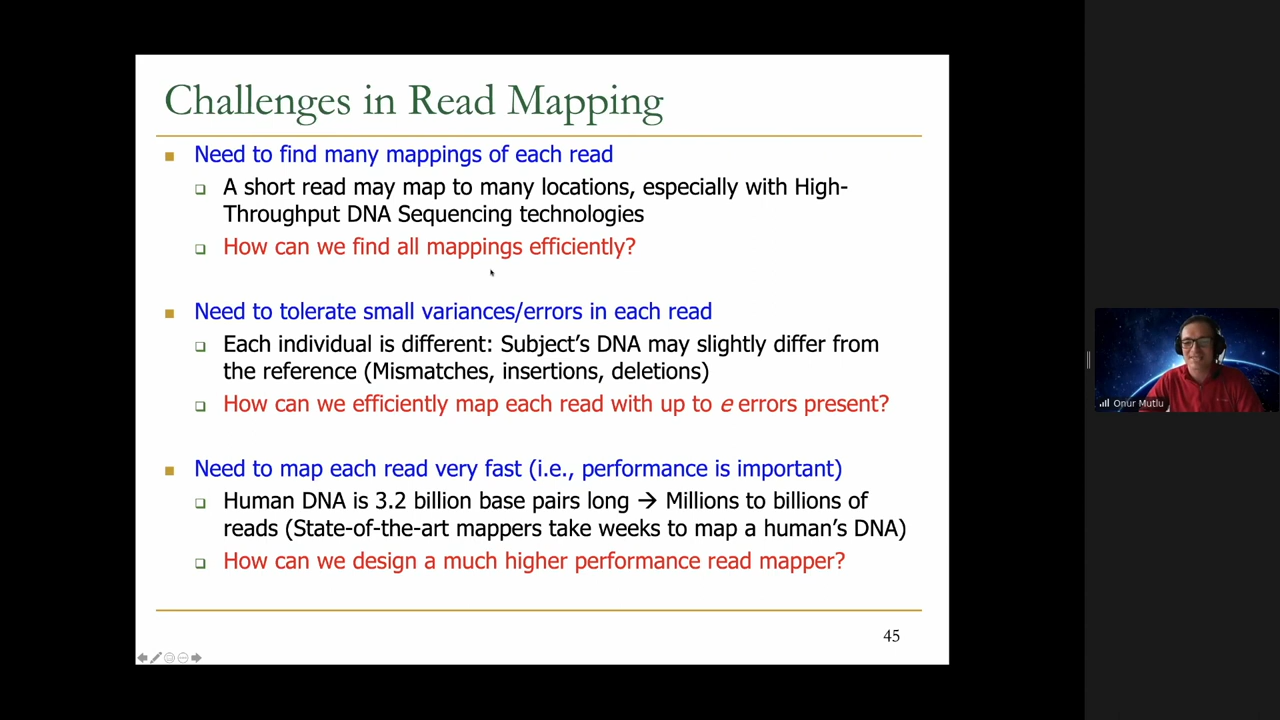 Challenges in Read Mapping
Need to find many mappings of each read
A short read may map to many locations, especially with High-
Throughput DNA Sequencing technologies
How can we find all mappings efficiently?
Need to tolerate small variances/errors in each read
Each individual is different: Subject's DNA may slightly differ from
the reference (Mismatches, insertions, deletions)
How can we efficiently map each read with up to e errors present?
Need to map each read very fast (i.e., performance is important)
Human DNA is 3.2 billion base pairs long → Millions to billions of
reads (State-of-the-art mappers take weeks to map a human's DNA)
How can we design a much higher performance read mapper?
45
Onur Mutlu